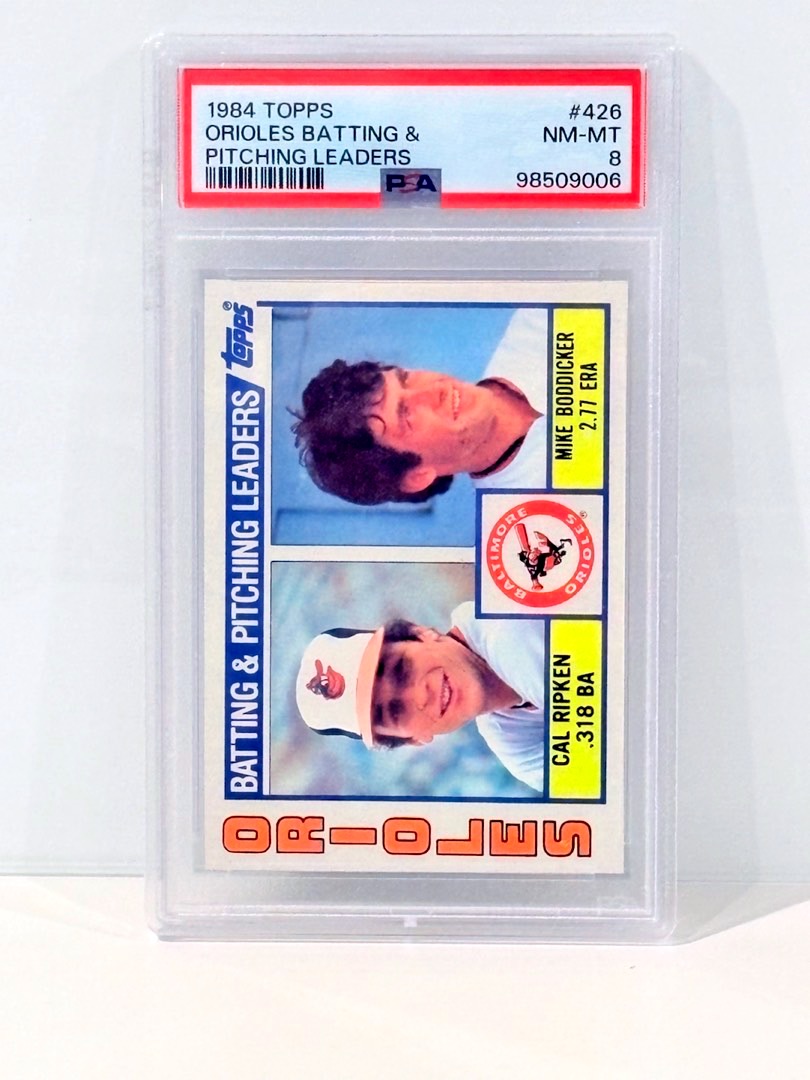 1984 TOPPS #426
ORIOLES BATTING & NM-MT
PITCHING LEADERS 8
PSA 98509006
BATTING & PITCHING LEADERS topps®
CAL RIPKEN
.318 BA
BALTIMORE
ORIOLES
®
MIKE BODDICKER
2.77 ERA
ORIOLES